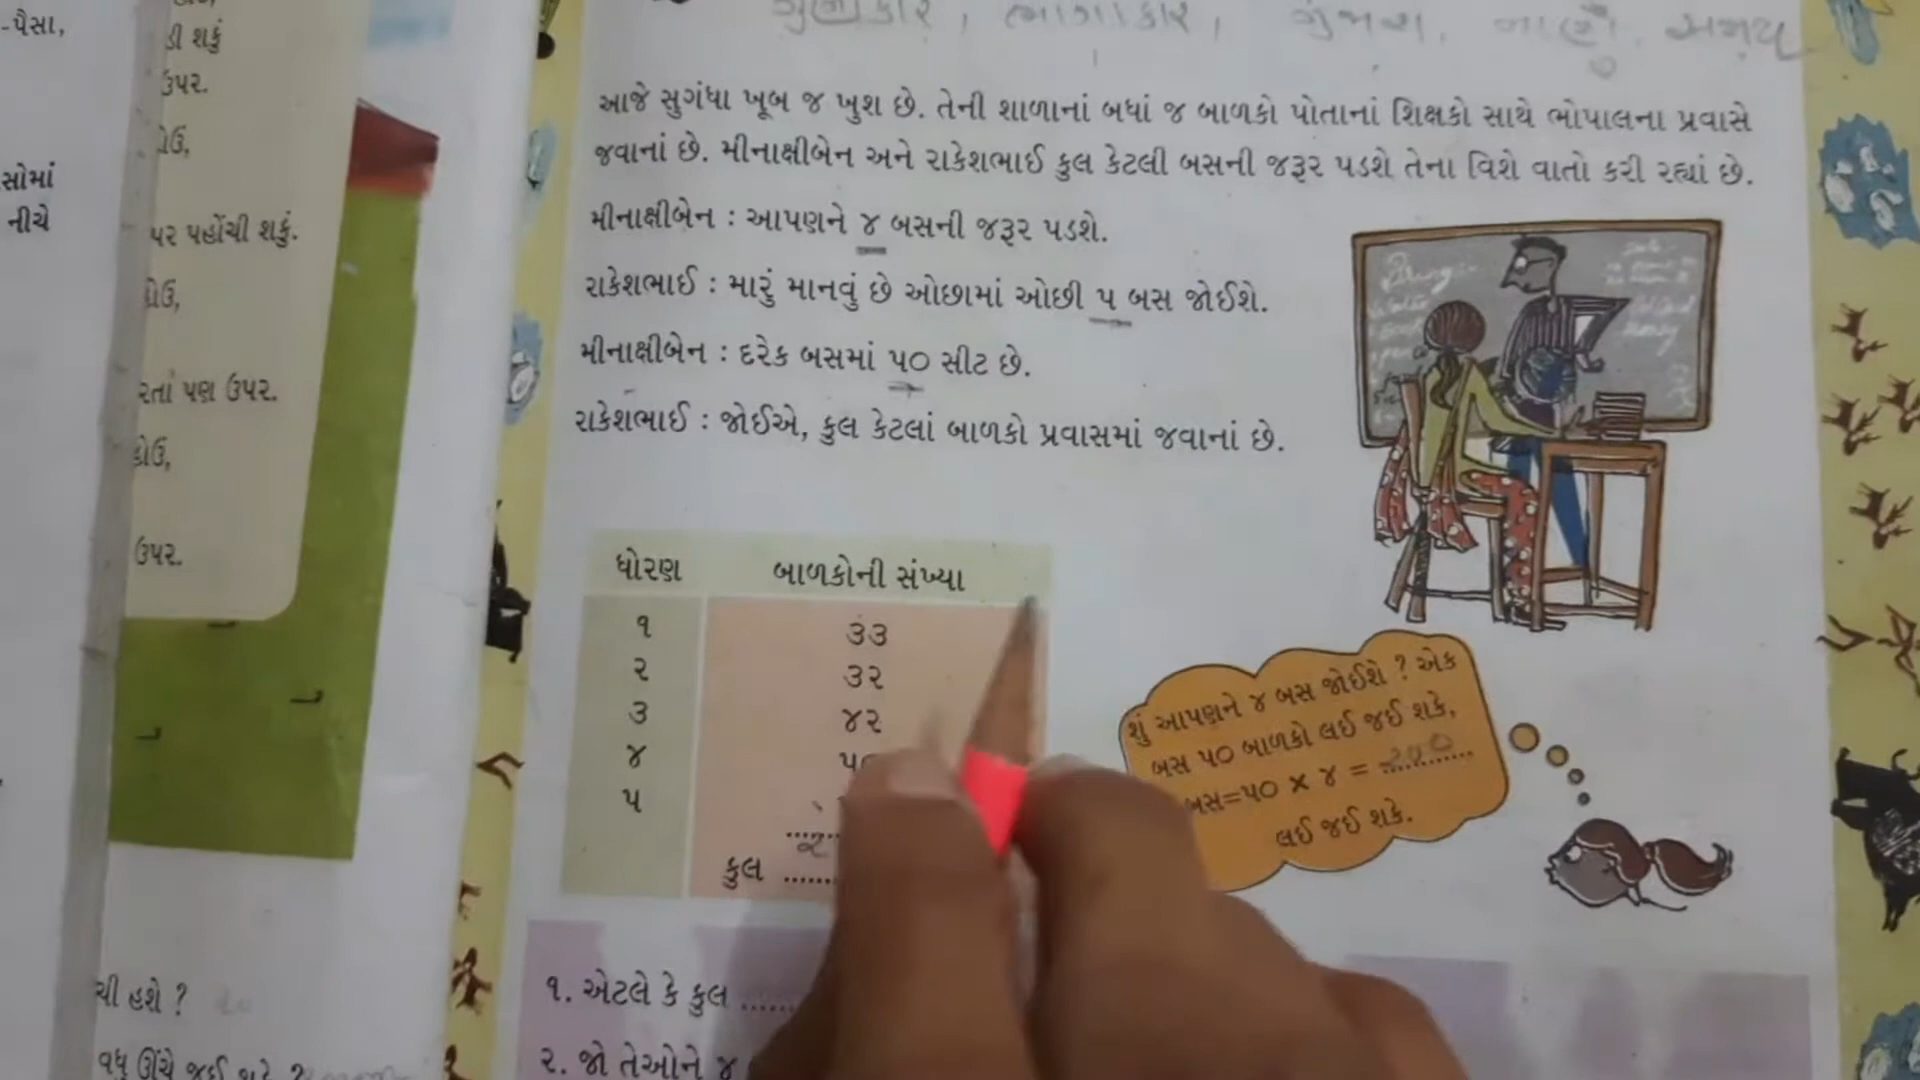 -પૈસા,
ડી શકું
ઉપર.
સોમાં
નીચે
પર પહોંચી શકું.
રતાં પણ ઉપર.
ઉપર.
ચી હશે ?
વધુ ઊંચે જઈ
ગુણાકાર, ભાગાકાર,
આજે સુગંધા ખૂબ જ ખુશ છે. તેની શાળાનાં બધાં જ બાળકો પોતાનાં શિક્ષકો સાથે ભોપાલના પ્રવાસે
જવાનાં છે. મીનાક્ષીબેન અને રાકેશભાઈ કુલ કેટલી બસની જરૂર પડશે તેના વિશે વાતો કરી રહ્યાં છે.
મીનાક્ષીબેન : આપણને ૪ બસની જરૂર પડશે.
રાકેશભાઈ : મારું માનવું છે ઓછામાં ઓછી ૫ બસ જોઈશે.
મીનાક્ષીબેન : દરેક બસમાં ૫૦ સીટ છે.
રાકેશભાઈ : જોઈએ, કુલ કેટલાં બાળકો પ્રવાસમાં જવાનાં છે.
ધોરણ બાળકોની સંખ્યા
૧ ૩૩
૨ ૩૨
૩ ૪૨
૪
૫
કુલ ......
શું આપણને ૪ બસ જોઈશે ? એક
બસ ૫૦ બાળકો લઈ જઈ શકે,
બસ=૫૦ × ૪ = 200
લઈ જઈ શકે.
૧. એટલે કે કુલ ......
૨. જો તેઓને ૪